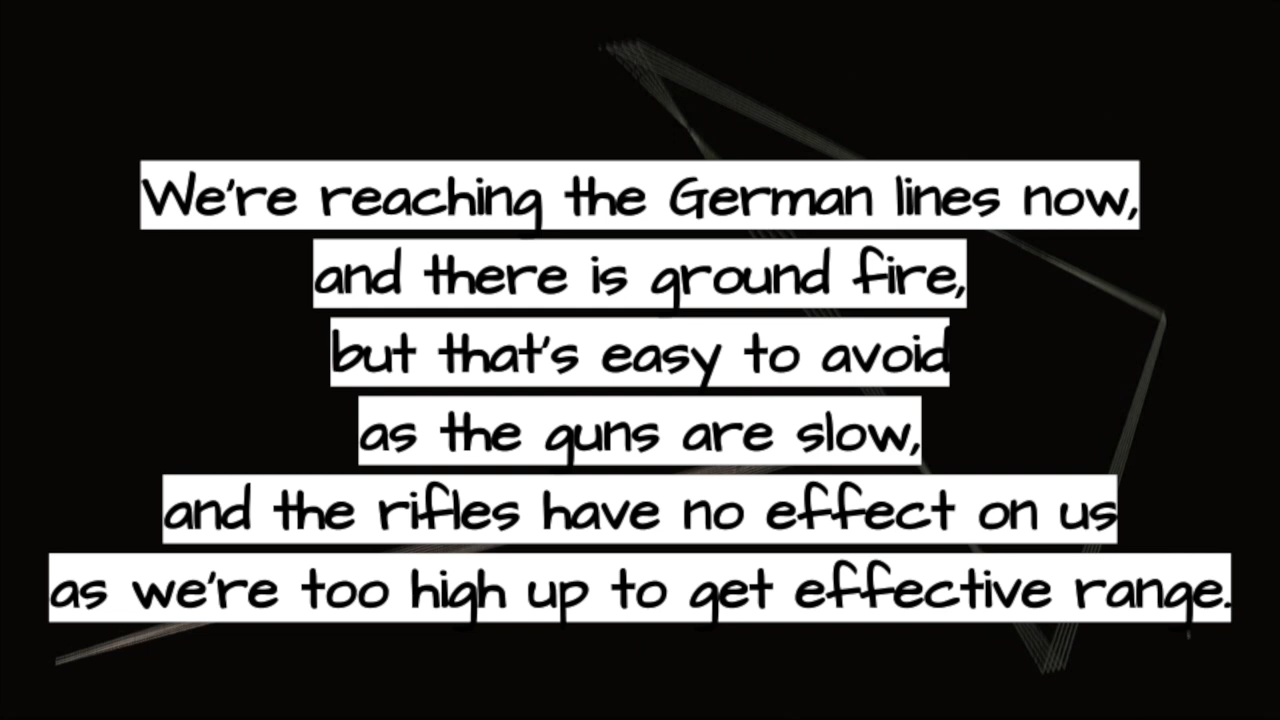 We're reaching the German lines now,
and there is ground fire,
but that's easy to avoid
as the guns are slow,
and the rifles have no effect on us
as we're too high up to get effective range.